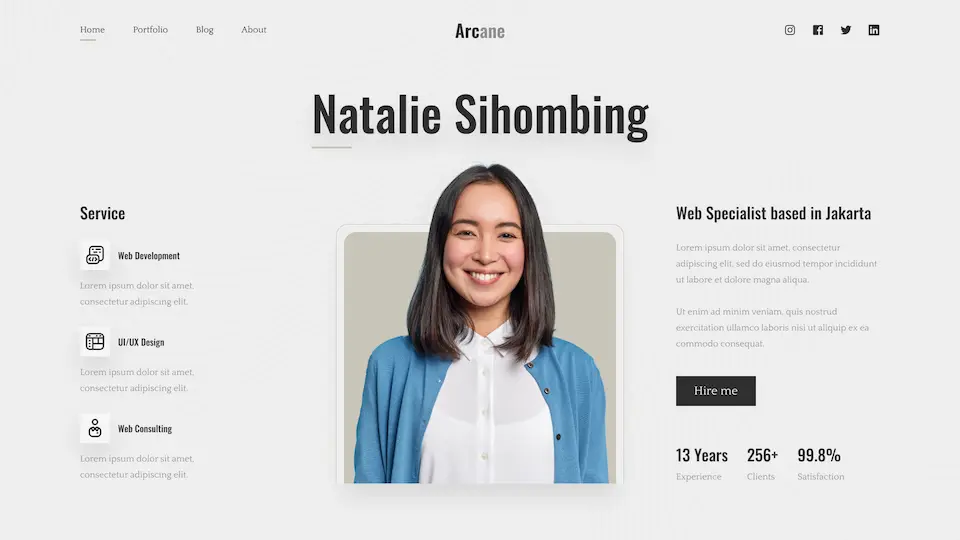 Home Portfolio Blog About Arcane
Natalie Sihombing
Service
Web Development
Lorem ipsum dolor sit amet,
consectetur adipiscing elit.
UI/UX Design
Lorem ipsum dolor sit amet,
consectetur adipiscing elit.
Web Consulting
Lorem ipsum dolor sit amet,
consectetur adipiscing elit.
Web Specialist based in Jakarta
Lorem ipsum dolor sit amet, consectetur
adipiscing elit, sed do eiusmod tempor incididunt
ut labore et dolore magna aliqua.
Ut enim ad minim veniam, quis nostrud
exercitation ullamco laboris nisi ut aliquip ex ea
commodo consequat.
Hire me
13 Years 256+ 99.8%
Experience Clients Satisfaction